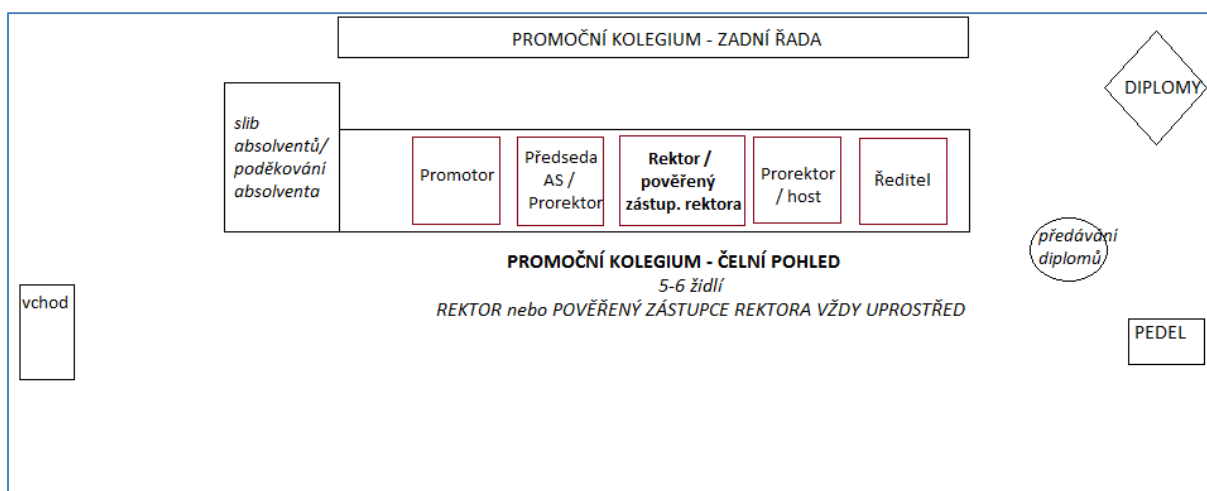 PROMOČNÍ KOLEGIUM - ZADNÍ ŘADA
DIPLOMY
slib
absolventů/
poděkování
absolventa
Promotor
Předseda
AS /
Prorektor
Rektor /
pověřený
zástup. rektora
Prorektor
/ host
Ředitel
předávání
diplomů
PROMOČNÍ KOLEGIUM - ČELNÍ POHLED
5-6 židlí
REKTOR nebo POVĚŘENÝ ZÁSTUPCE REKTORA VŽDY UPROSTŘED
vchod
PEDEL